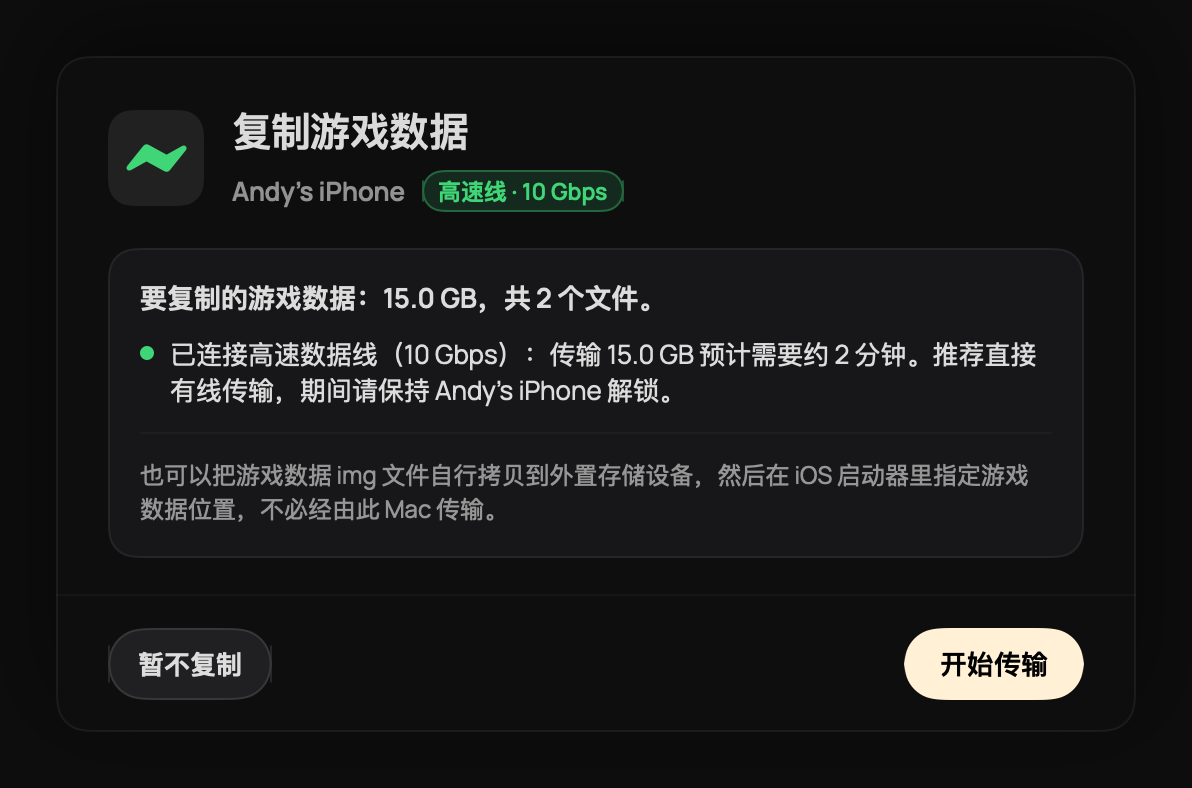 复制游戏数据
Andy's iPhone 高速线 · 10 Gbps
要复制的游戏数据：15.0 GB，共 2 个文件。
已连接高速数据线（10 Gbps）：传输 15.0 GB 预计需要约 2 分钟。推荐直接
有线传输，期间请保持 Andy's iPhone 解锁。
也可以把游戏数据 img 文件自行拷贝到外置存储设备，然后在 iOS 启动器里指定游戏
数据位置，不必经由此 Mac 传输。
暂不复制 开始传输